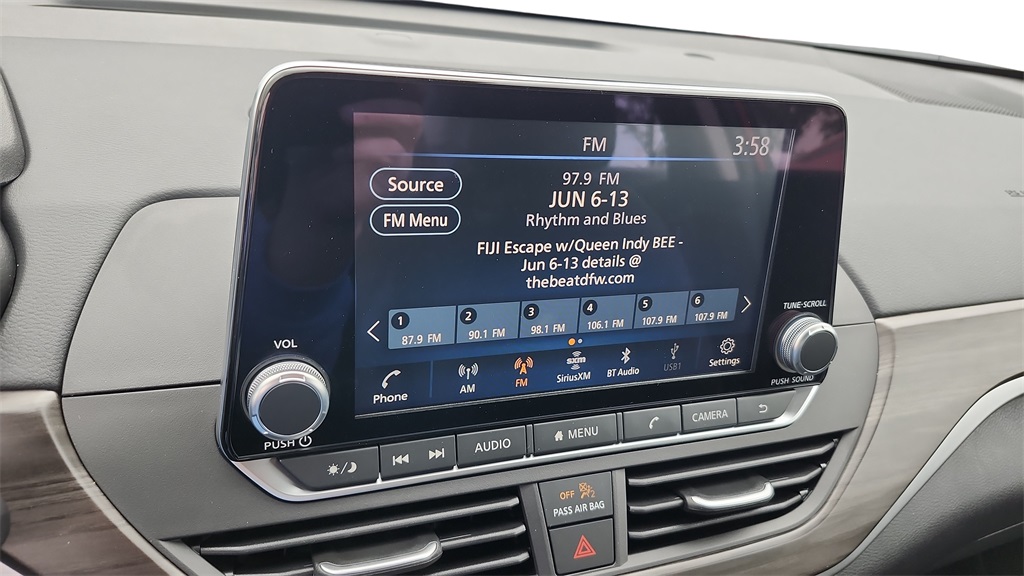 FM
3:58
Source
97.9 FM
JUN 6-13
FM Menu
Rhythm and Blues
FIJI Escape w/Queen Indy BEE -
Jun 6-13 details @
thebeatdfw.com
1 2 3 4 5 6
87.9 FM 90.1 FM 98.1 FM 106.1 FM 107.9 FM 107.9 FM
Phone AM FM sxm SiriusXM BT Audio USB1 Settings
VOL
PUSH
TUNE·SCROLL
PUSH SOUND
AUDIO MENU CAMERA
OFF 2
PASS AIR BAG